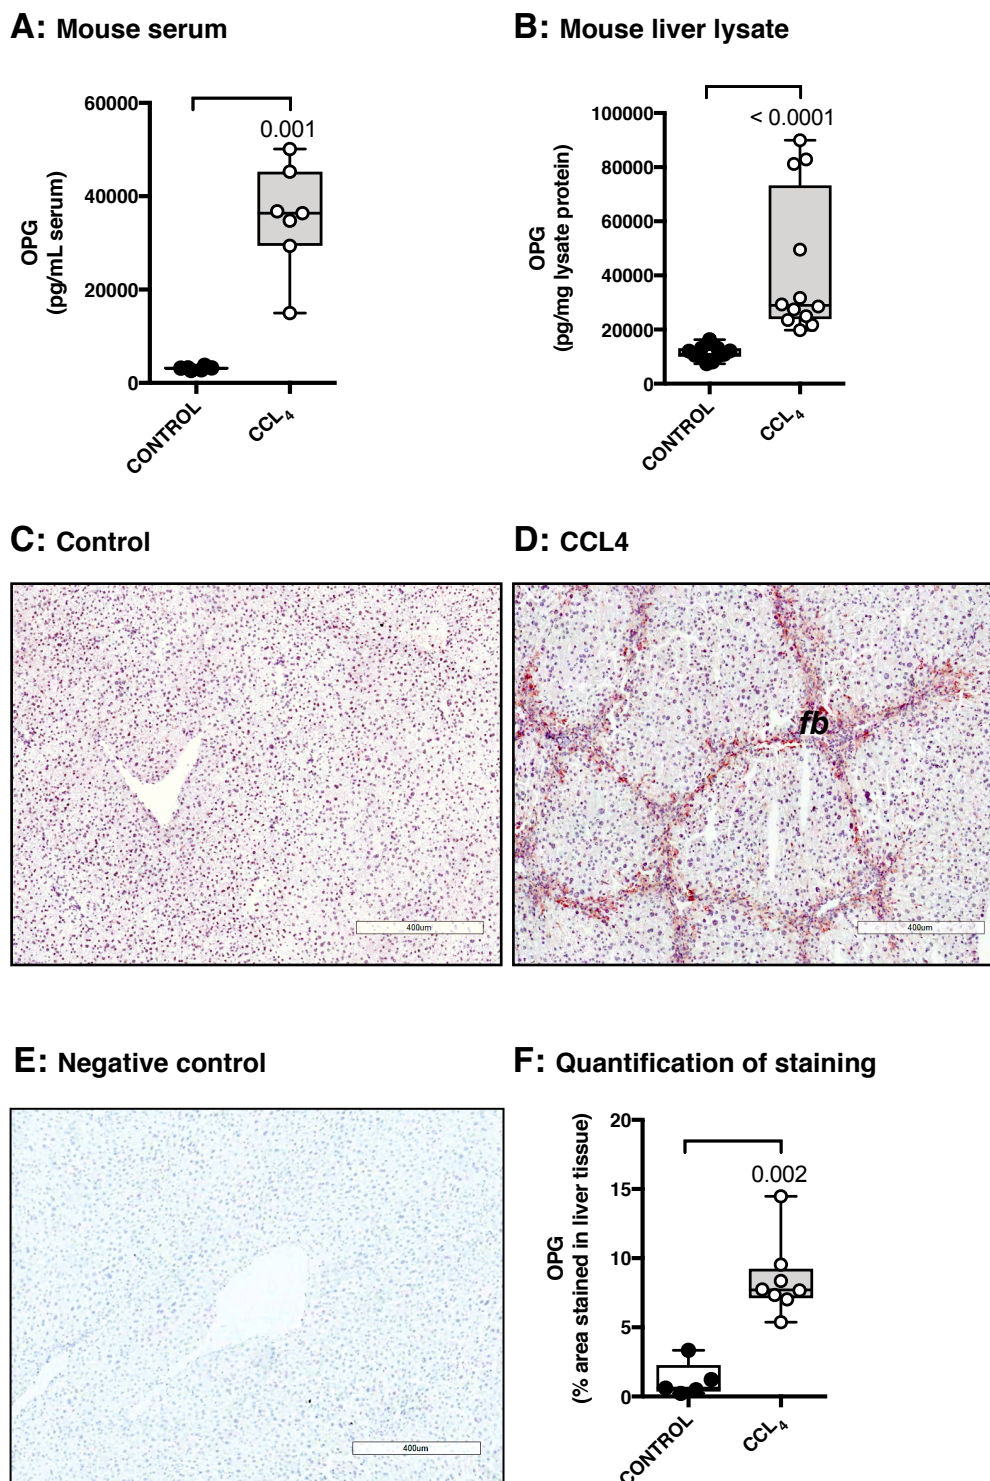 A: Mouse serum
60000
40000
20000
0
OPG
(pg/mL serum)
0.001
CONTROL
CCL4
B: Mouse liver lysate
100000
80000
60000
40000
20000
0
OPG
(pg/mg lysate protein)
< 0.0001
CONTROL
CCL4
C: Control
400um
D: CCL4
fb
400um
E: Negative control
400um
F: Quantification of staining
20
15
10
5
0
OPG
(% area stained in liver tissue)
0.002
CONTROL
CCL4